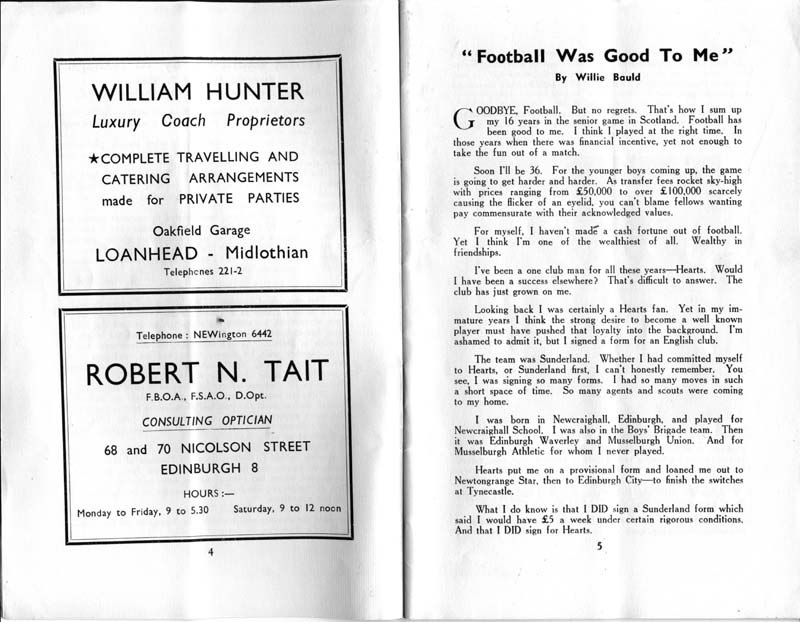 WILLIAM HUNTER
Luxury Coach Proprietors
★COMPLETE TRAVELLING AND
CATERING ARRANGEMENTS
made for PRIVATE PARTIES
Oakfield Garage
LOANHEAD - Midlothian
Telephones 221-2
Telephone : NEWington 6442
ROBERT N. TAIT
F.B.O.A., F.S.A.O., D.Opt.
CONSULTING OPTICIAN
68 and 70 NICOLSON STREET
EDINBURGH 8
HOURS :—
Monday to Friday, 9 to 5.30 Saturday, 9 to 12 noon
4
“Football Was Good To Me”
By Willie Bauld
GOODBYE, Football. But no regrets. That's how I sum up
my 16 years in the senior game in Scotland. Football has
been good to me. I think I played at the right time. In
those years when there was financial incentive, yet not enough to
take the fun out of a match.
Soon I'll be 36. For the younger boys coming up, the game
is going to get harder and harder. As transfer fees rocket sky-high
with prices ranging from £50,000 to over £100,000 scarcely
causing the flicker of an eyelid, you can't blame fellows wanting
pay commensurate with their acknowledged values.
For myself, I haven't made a cash fortune out of football.
Yet I think I'm one of the wealthiest of all. Wealthy in
friendships.
I've been a one club man for all these years—Hearts. Would
I have been a success elsewhere? That's difficult to answer. The
club has just grown on me.
Looking back I was certainly a Hearts fan. Yet in my im-
mature years I think the strong desire to become a well known
player must have pushed that loyalty into the background. I'm
ashamed to admit it, but I signed a form for an English club.
The team was Sunderland. Whether I had committed myself
to Hearts, or Sunderland first, I can't honestly remember. You
see, I was signing so many forms. I had so many moves in such
a short space of time. So many agents and scouts were coming
to my home.
I was born in Newcraighall, Edinburgh, and played for
Newcraighall School. I was also in the Boys' Brigade team. Then
it was Edinburgh Waverley and Musselburgh Union. And for
Musselburgh Athletic for whom I never played.
Hearts put me on a provisional form and loaned me out to
Newtongrange Star, then to Edinburgh City—to finish the switches
at Tynecastle.
What I do know is that I DID sign a Sunderland form which
said I would have £5 a week under certain rigorous conditions.
And that I DID sign for Hearts.
5